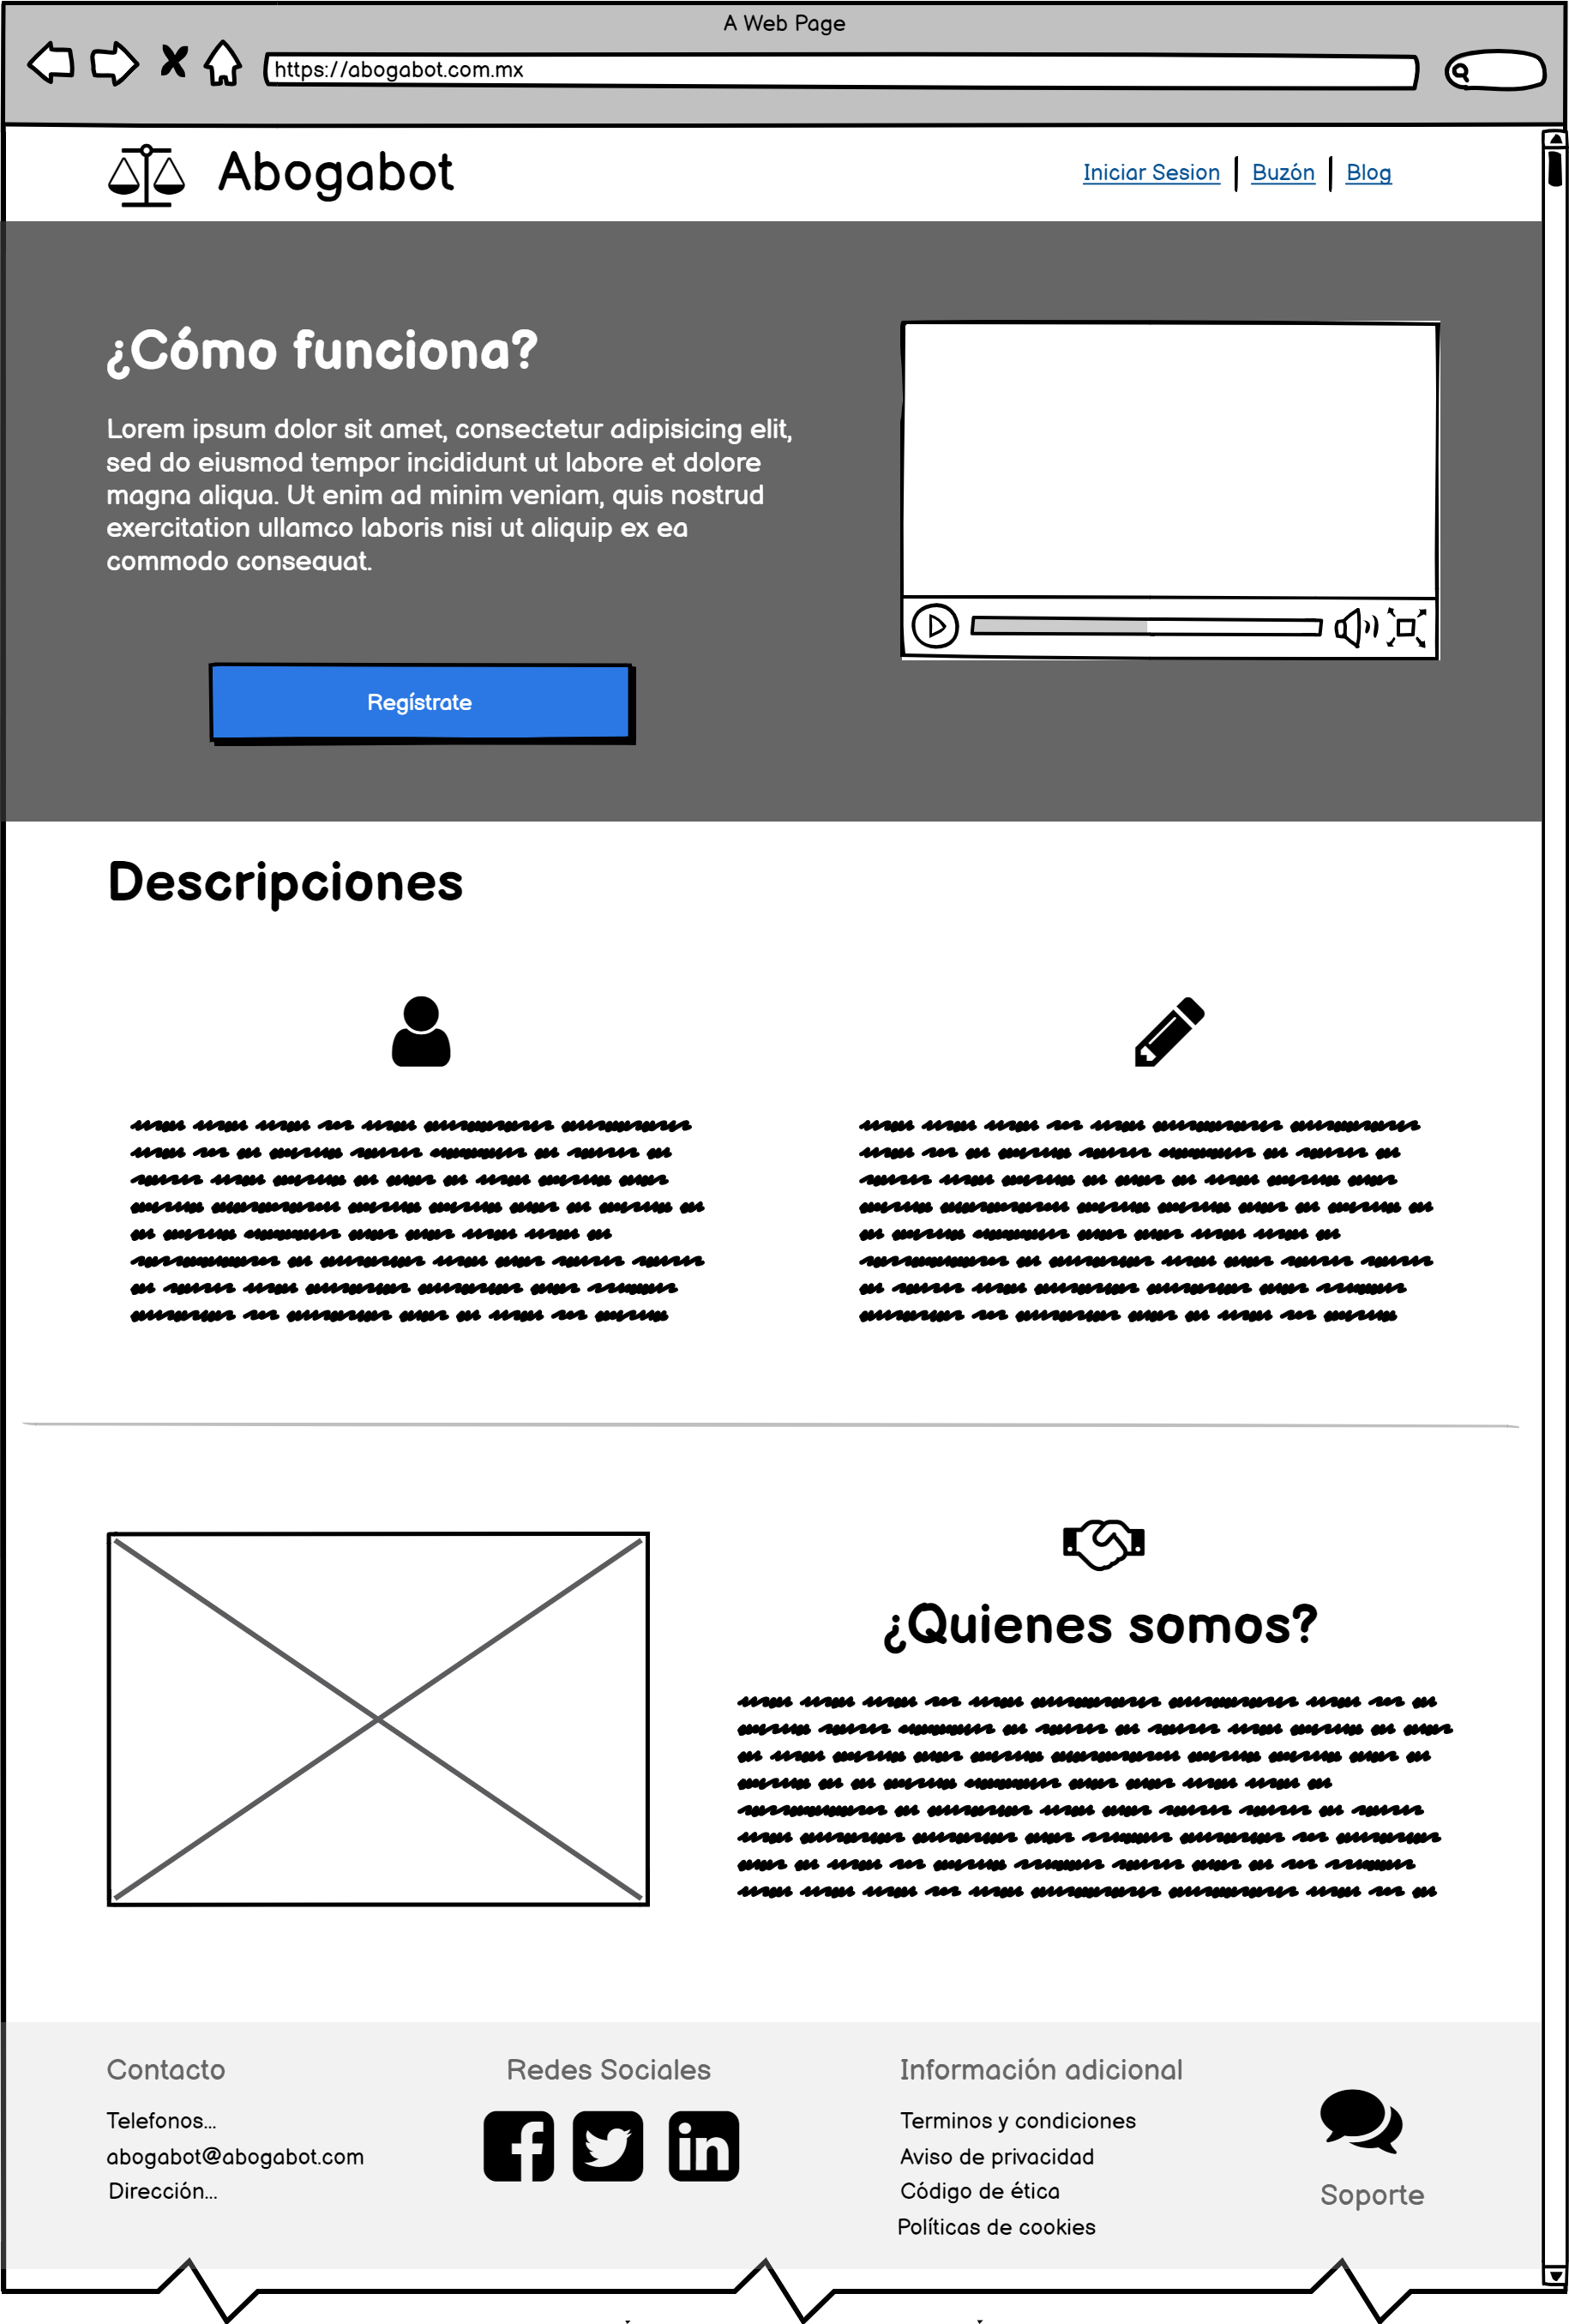 A Web Page
https://abogabot.com.mx
Abogabot
Iniciar Sesion
Buzón
Blog
¿Cómo funciona?
Lorem ipsum dolor sit amet, consectetur adipisicing elit,
sed do eiusmod tempor incididunt ut labore et dolore
magna aliqua. Ut enim ad minim veniam, quis nostrud
exercitation ullamco laboris nisi ut aliquip ex ea
commodo consequat.
Regístrate
Descripciones
¿Quienes somos?
Contacto
Telefonos...
abogabot@abogabot.com
Dirección...
Redes Sociales
Información adicional
Terminos y condiciones
Aviso de privacidad
Código de ética
Políticas de cookies
Soporte